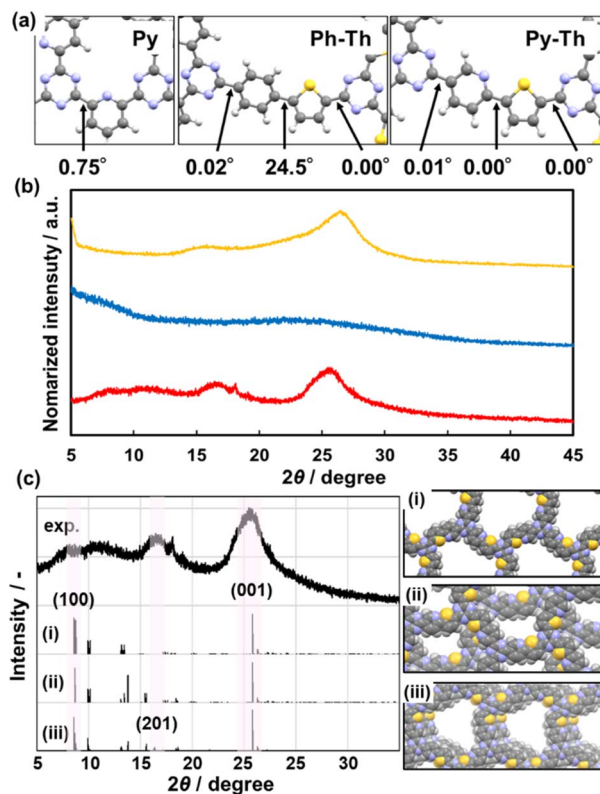 (a) Py Ph-Th Py-Th
0.75° 0.02° 24.5° 0.00° 0.01° 0.00° 0.00°
(b)
Nomarized intensuty / a.u.
5 10 15 20 25 30 35 40 45
2θ / degree
(c)
exp.
(100) (001)
(i)
(ii)
(201)
(iii)
Intensity / -
5 10 15 20 25 30
2θ / degree
(i)
(ii)
(iii)